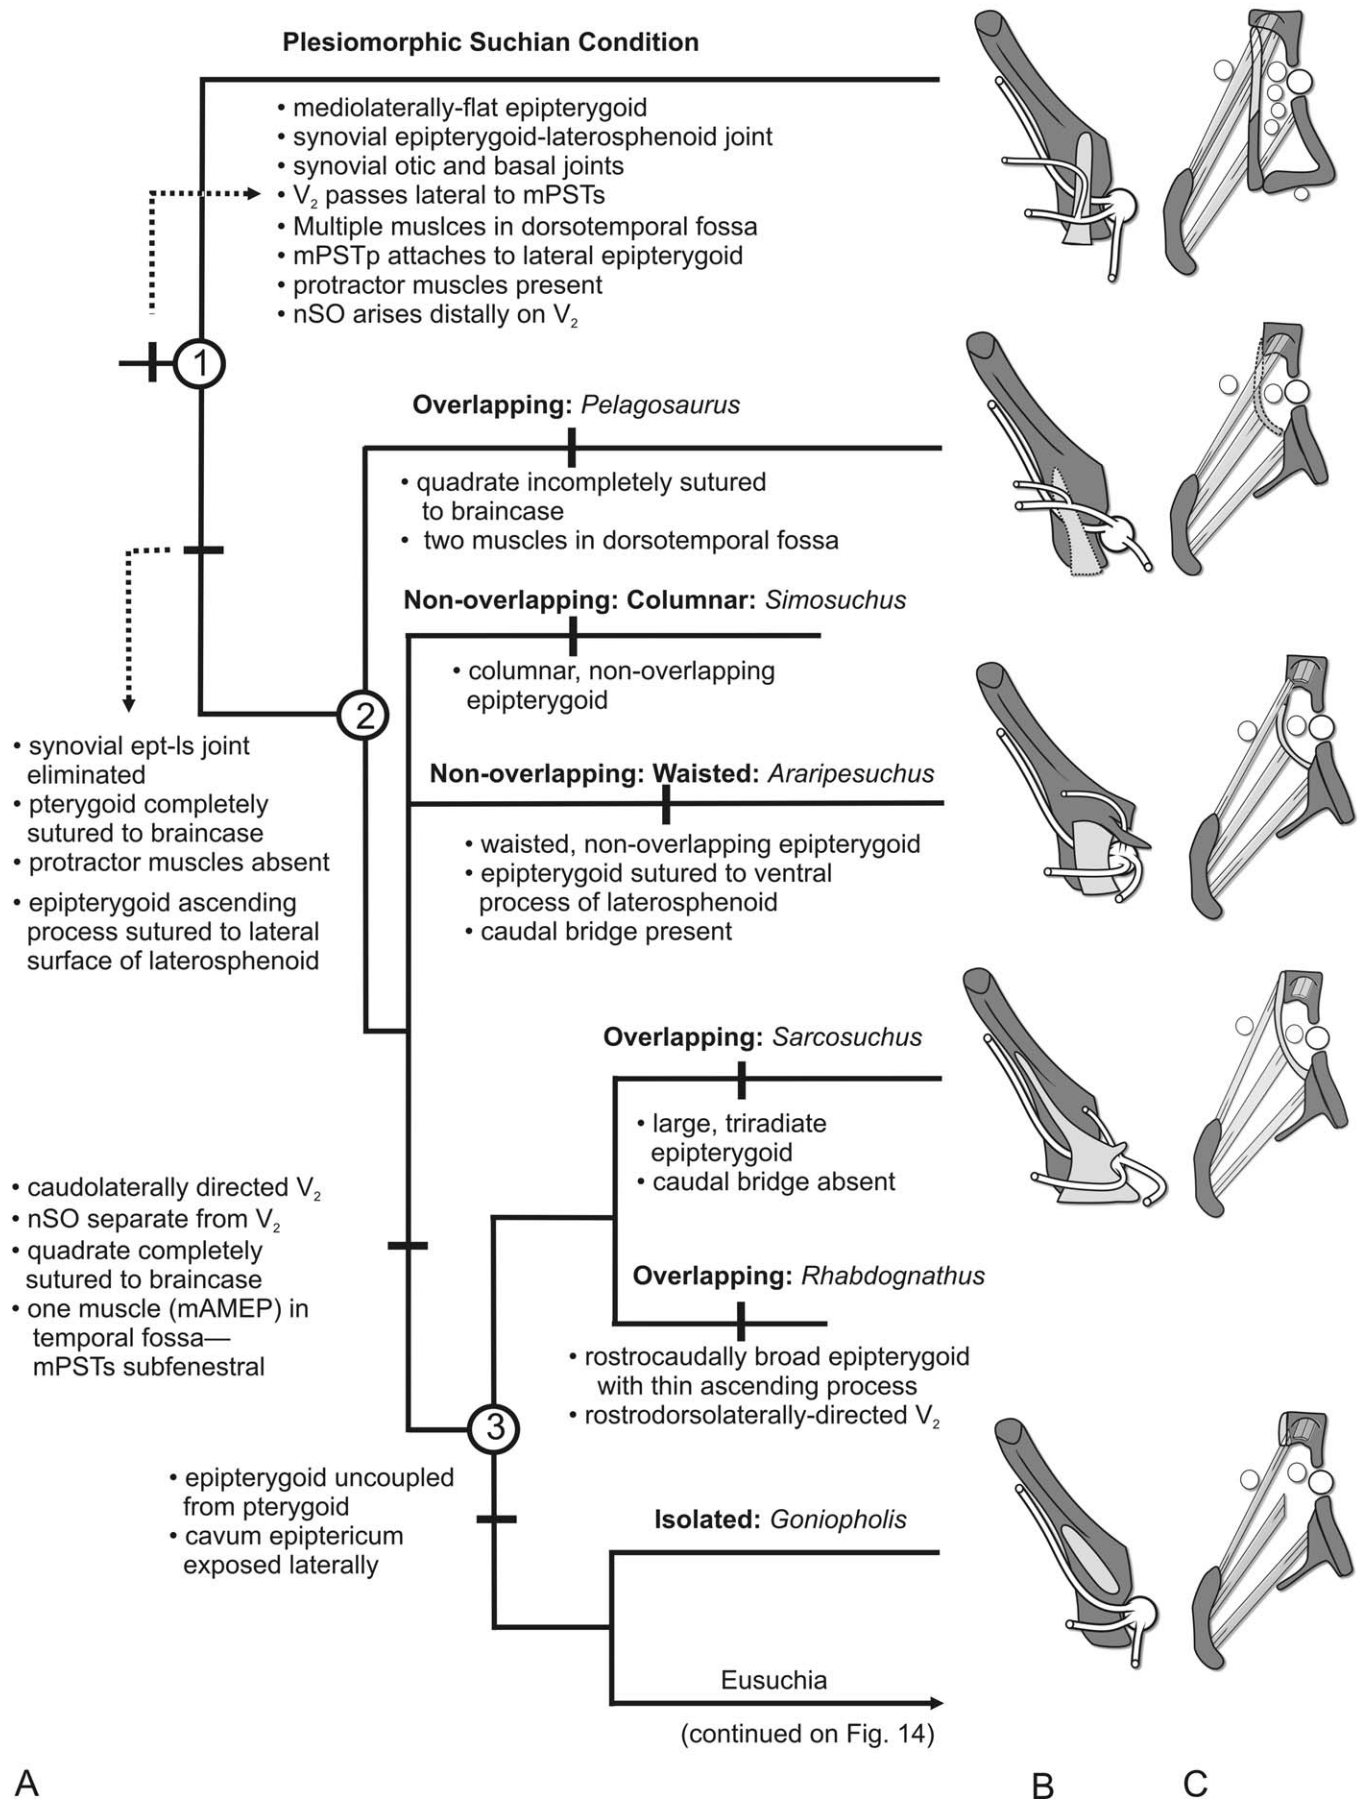 Plesiomorphic Suchian Condition
• mediolaterally-flat epipterygoid
• synovial epipterygoid-laterosphenoid joint
• synovial otic and basal joints
• V₂ passes lateral to mPSTs
• Multiple muslces in dorsotemporal fossa
• mPSTp attaches to lateral epipterygoid
• protractor muscles present
• nSO arises distally on V₂
1
Overlapping: Pelagosaurus
• quadrate incompletely sutured
to braincase
• two muscles in dorsotemporal fossa
Non-overlapping: Columnar: Simosuchus
• columnar, non-overlapping
epipterygoid
2
• synovial ept-ls joint
eliminated
• pterygoid completely
sutured to braincase
• protractor muscles absent
• epipterygoid ascending
process sutured to lateral
surface of laterosphenoid
Non-overlapping: Waisted: Araripesuchus
• waisted, non-overlapping epipterygoid
• epipterygoid sutured to ventral
process of laterosphenoid
• caudal bridge present
Overlapping: Sarcosuchus
• large, triradiate
epipterygoid
• caudal bridge absent
• caudolaterally directed V₂
• nSO separate from V₂
• quadrate completely
sutured to braincase
• one muscle (mAMEP) in
temporal fossa—
mPSTs subfenestral
Overlapping: Rhabdognathus
• rostrocaudally broad epipterygoid
with thin ascending process
• rostrodorsolaterally-directed V₂
3
• epipterygoid uncoupled
from pterygoid
• cavum epiptericum
exposed laterally
Isolated: Goniopholis
Eusuchia
(continued on Fig. 14)
A
B
C